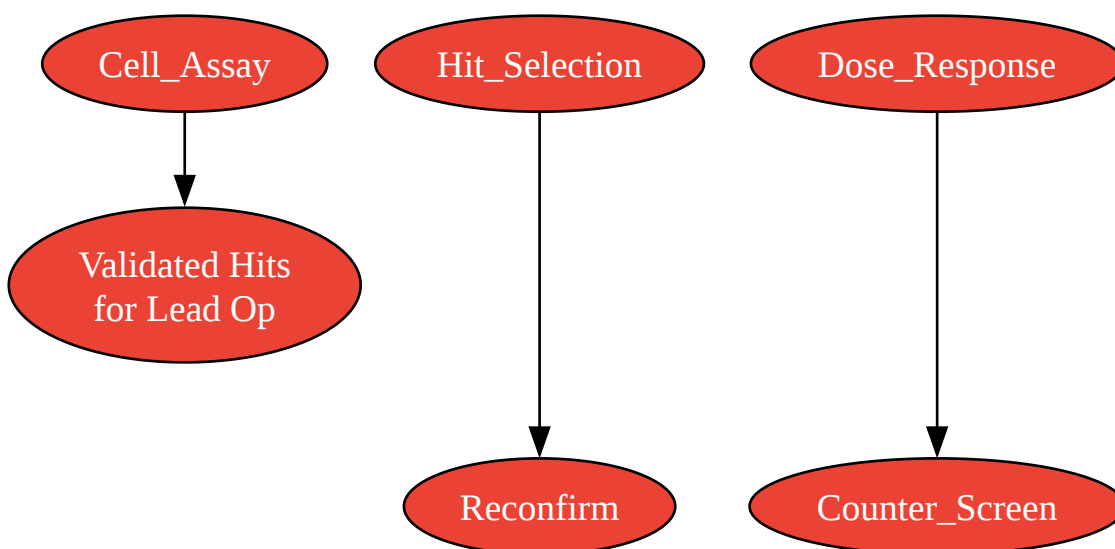 Cell_Assay
Hit_Selection
Dose_Response
Validated Hits
for Lead Op
Reconfirm
Counter_Screen